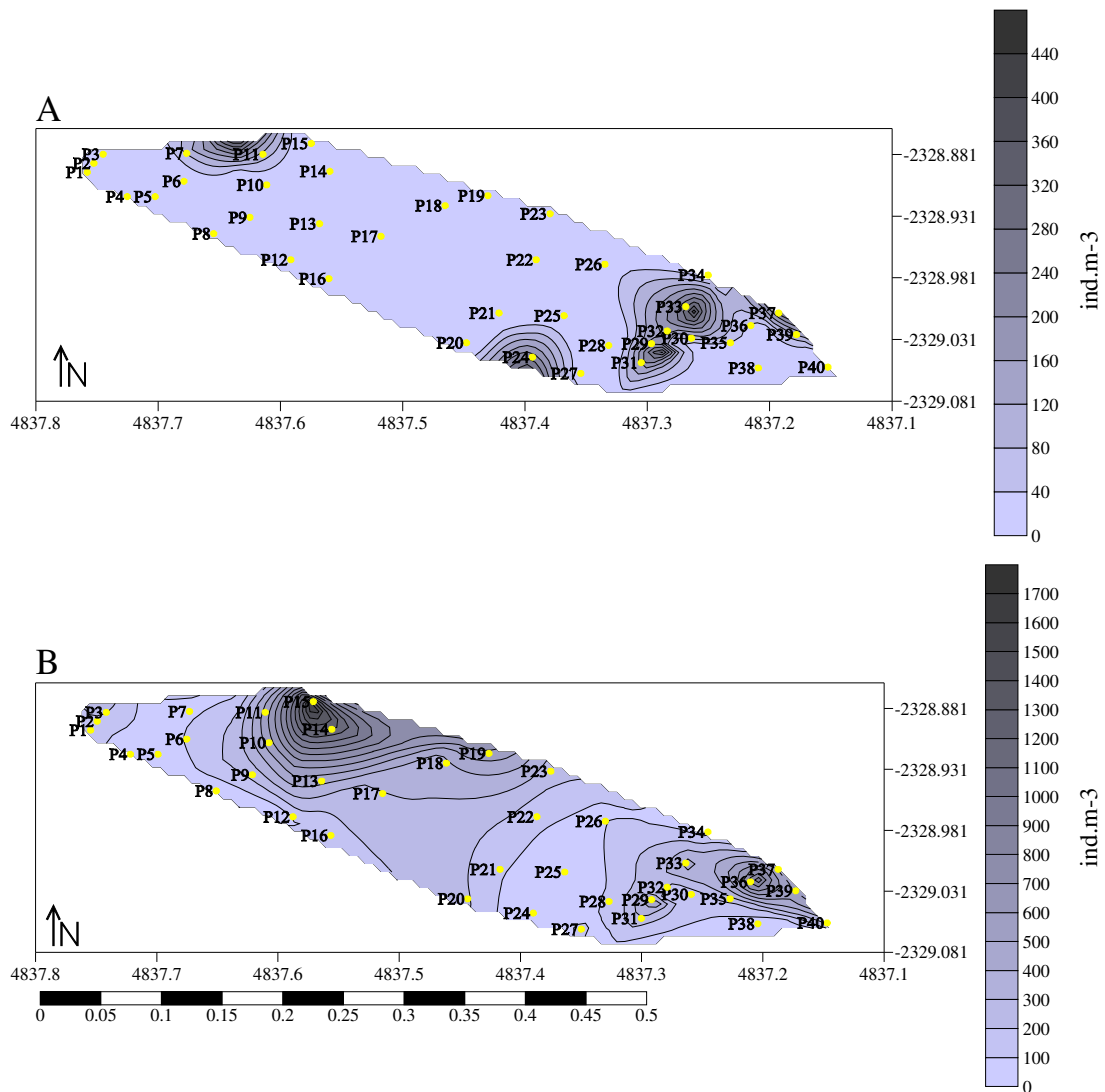 A
440
400
360
320
280
240
200
160
120
80
40
0
ind.m-3
P1
P2
P3
P4
P5
P6
P7
P8
P9
P10
P11
P12
P13
P14
P15
P16
P17
P18
P19
P20
P21
P22
P23
P24
P25
P26
P27
P28
P29
P30
P31
P32
P33
P34
P35
P36
P37
P38
P39
P40
-2328.881
-2328.931
-2328.981
-2329.031
-2329.081
N
4837.8 4837.7 4837.6 4837.5 4837.4 4837.3 4837.2 4837.1
B
1700
1600
1500
1400
1300
1200
1100
1000
900
800
700
600
500
400
300
200
100
0
ind.m-3
P1
P2
P3
P4
P5
P6
P7
P8
P9
P10
P11
P12
P13
P14
P15
P16
P17
P18
P19
P20
P21
P22
P23
P24
P25
P26
P27
P28
P29
P30
P31
P32
P33
P34
P35
P36
P37
P38
P39
P40
-2328.881
-2328.931
-2328.981
-2329.031
-2329.081
N
4837.8 4837.7 4837.6 4837.5 4837.4 4837.3 4837.2 4837.1
0 0.05 0.1 0.15 0.2 0.25 0.3 0.35 0.4 0.45 0.5